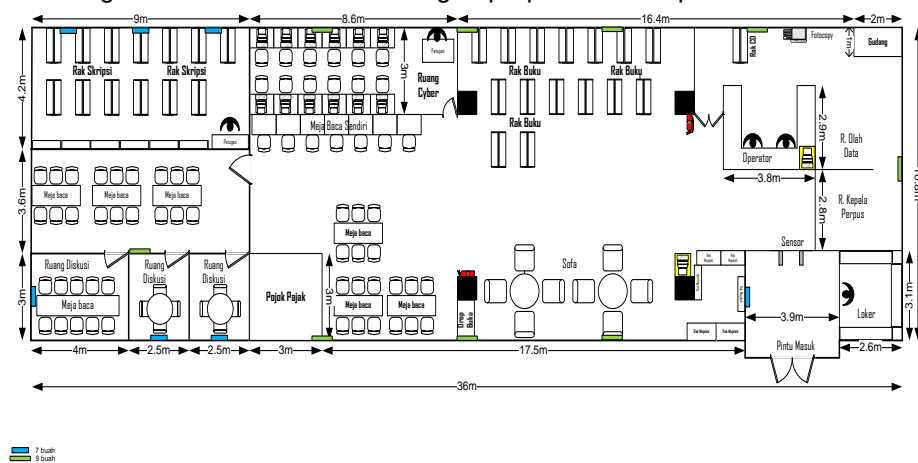 9m
8.6m
16.4m
2m
Rak Skripsi
Rak Skripsi
Petugas
Ruang
Cyber
3m
Rak Buku
Rak Buku
Rak CD
Fotocopy
1m
Gudang
4.2m
Meja Baca Sendiri
Rak Buku
Petugas
Operator
2.9m
R. Olah
Data
3.8m
3.6m
Meja baca
Meja baca
Meja baca
Meja baca
2.8m
R. Kepala
Perpus
Sensor
Ruang Diskusi
Ruang
Diskusi
Ruang
Diskusi
Sofa
3m
Meja baca
Pojok Pajak
3m
Meja baca
Meja baca
Drop
Buku
3.9m
Loker
3.1m
Pintu Masuk
4m
2.5m
2.5m
3m
17.5m
2.6m
36m
7 buah
9 buah